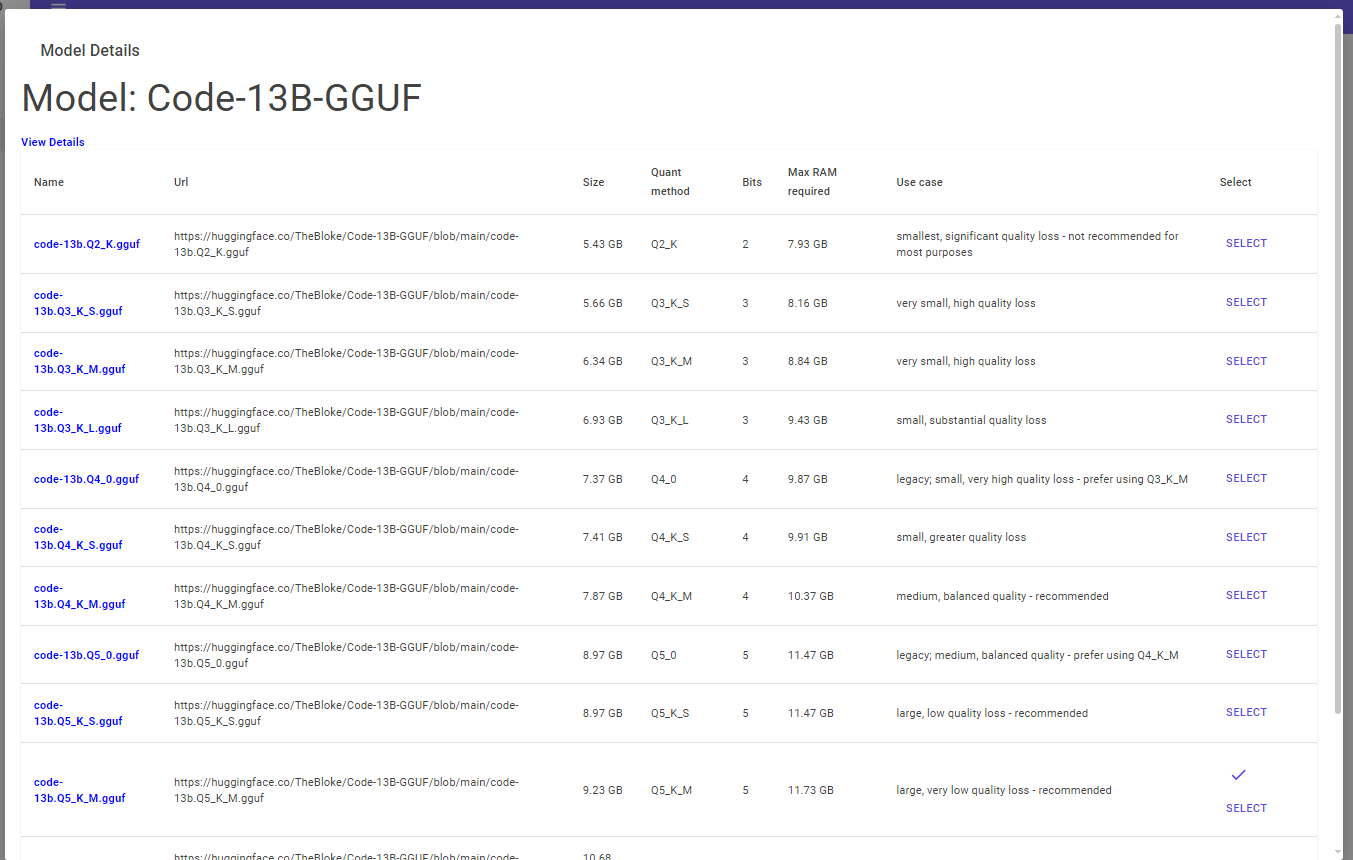 Model Details
Model: Code-13B-GGUF
View Details
Name Url Size Quant method Bits Max RAM required Use case Select
code-13b.Q2_K.gguf https://huggingface.co/TheBloke/Code-13B-GGUF/blob/main/code-13b.Q2_K.gguf 5.43 GB Q2_K 2 7.93 GB smallest, significant quality loss - not recommended for most purposes SELECT
code-13b.Q3_K_S.gguf https://huggingface.co/TheBloke/Code-13B-GGUF/blob/main/code-13b.Q3_K_S.gguf 5.66 GB Q3_K_S 3 8.16 GB very small, high quality loss SELECT
code-13b.Q3_K_M.gguf https://huggingface.co/TheBloke/Code-13B-GGUF/blob/main/code-13b.Q3_K_M.gguf 6.34 GB Q3_K_M 3 8.84 GB very small, high quality loss SELECT
code-13b.Q3_K_L.gguf https://huggingface.co/TheBloke/Code-13B-GGUF/blob/main/code-13b.Q3_K_L.gguf 6.93 GB Q3_K_L 3 9.43 GB small, substantial quality loss SELECT
code-13b.Q4_0.gguf https://huggingface.co/TheBloke/Code-13B-GGUF/blob/main/code-13b.Q4_0.gguf 7.37 GB Q4_0 4 9.87 GB legacy; small, very high quality loss - prefer using Q3_K_M SELECT
code-13b.Q4_K_S.gguf https://huggingface.co/TheBloke/Code-13B-GGUF/blob/main/code-13b.Q4_K_S.gguf 7.41 GB Q4_K_S 4 9.91 GB small, greater quality loss SELECT
code-13b.Q4_K_M.gguf https://huggingface.co/TheBloke/Code-13B-GGUF/blob/main/code-13b.Q4_K_M.gguf 7.87 GB Q4_K_M 4 10.37 GB medium, balanced quality - recommended SELECT
code-13b.Q5_0.gguf https://huggingface.co/TheBloke/Code-13B-GGUF/blob/main/code-13b.Q5_0.gguf 8.97 GB Q5_0 5 11.47 GB legacy; medium, balanced quality - prefer using Q4_K_M SELECT
code-13b.Q5_K_S.gguf https://huggingface.co/TheBloke/Code-13B-GGUF/blob/main/code-13b.Q5_K_S.gguf 8.97 GB Q5_K_S 5 11.47 GB large, low quality loss - recommended SELECT
code-13b.Q5_K_M.gguf https://huggingface.co/TheBloke/Code-13B-GGUF/blob/main/code-13b.Q5_K_M.gguf 9.23 GB Q5_K_M 5 11.73 GB large, very low quality loss - recommended SELECT
https://huggingface.co/TheBloke/Code-13B-GGUF/blob/main/code- 10.68